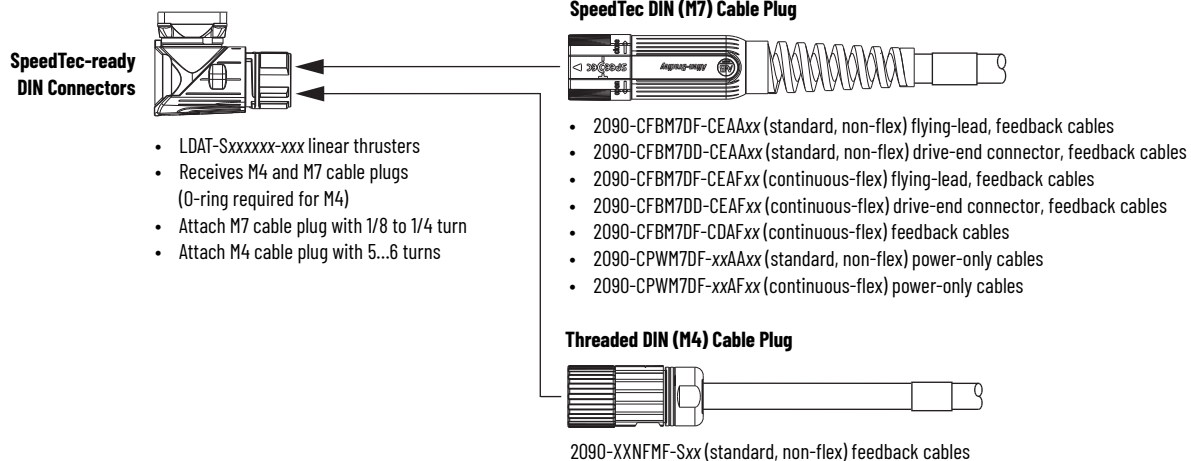 SpeedTec DIN (M7) Cable Plug
SpeedTec-ready
DIN Connectors
SPEEDTEC
Allen-Bradley
AB
• LDAT-Sxxxxxx-xxx linear thrusters
• Receives M4 and M7 cable plugs
(O-ring required for M4)
• Attach M7 cable plug with 1/8 to 1/4 turn
• Attach M4 cable plug with 5...6 turns
• 2090-CFBM7DF-CEAAxx (standard, non-flex) flying-lead, feedback cables
• 2090-CFBM7DD-CEAAxx (standard, non-flex) drive-end connector, feedback cables
• 2090-CFBM7DF-CEAFxx (continuous-flex) flying-lead, feedback cables
• 2090-CFBM7DD-CEAFxx (continuous-flex) drive-end connector, feedback cables
• 2090-CFBM7DF-CDAFxx (continuous-flex) feedback cables
• 2090-CPWM7DF-xxAAxx (standard, non-flex) power-only cables
• 2090-CPWM7DF-xxAFxx (continuous-flex) power-only cables
Threaded DIN (M4) Cable Plug
2090-XXNFMF-Sxx (standard, non-flex) feedback cables